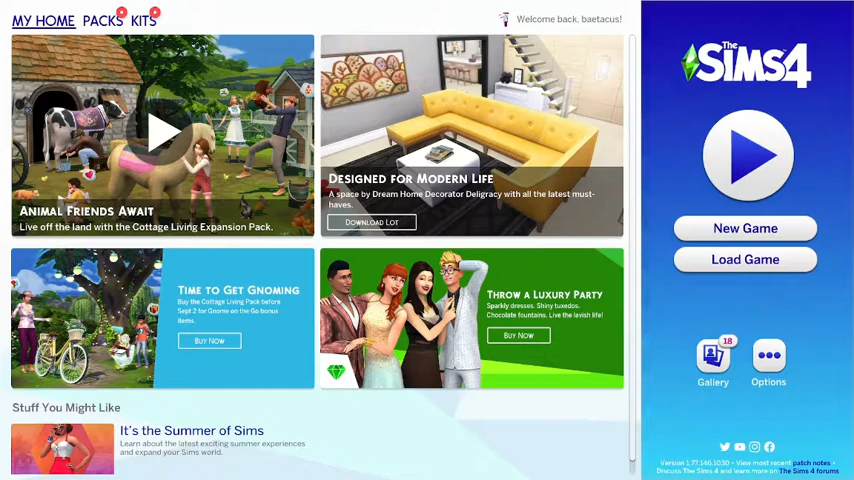 MY HOME PACKS KITS
Welcome back, baetacus!
ANIMAL FRIENDS AWAIT
Live off the land with the Cottage Living Expansion Pack.
DESIGNED FOR MODERN LIFE
A space by Dream Home Decorator Deligracy with all the latest must-
haves.
DOWNLOAD LOT
TIME TO GET GNOMING
Buy the Cottage Living Pack before
Sept 2 for Gnome on the Go bonus
items.
BUY NOW
THROW A LUXURY PARTY
Sparkly dresses. Shiny tuxedos.
Chocolate fountains. Live the lavish life!
BUY NOW
Stuff You Might Like
It's the Summer of Sims
Learn about the latest exciting summer experiences
and expand your Sims world.
The
SIMS4
New Game
Load Game
18
Gallery
Options
Version 1.77.146.1030 - View most recent patch notes -
Discuss The Sims 4 and learn more on The Sims 4 forums